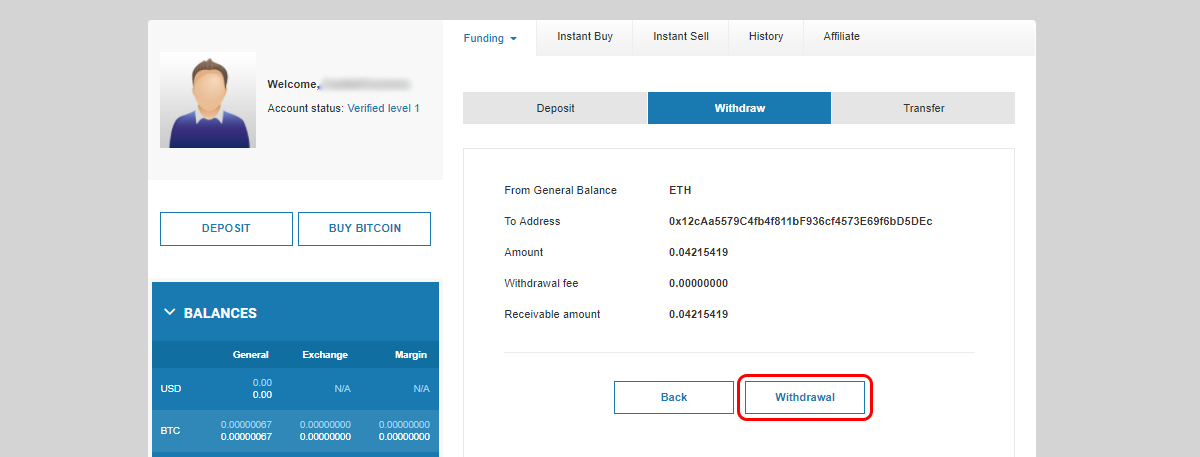 Funding
Instant Buy
Instant Sell
History
Affiliate
Welcome,
Account status: Verified level 1
Deposit
Withdraw
Transfer
From General Balance ETH
To Address 0x12cAa5579C4fb4f811bF936cf4573E69f6bD5DEc
Amount 0.04215419
Withdrawal fee 0.00000000
Receivable amount 0.04215419
Back
Withdrawal
DEPOSIT
BUY BITCOIN
BALANCES
General Exchange Margin
0.00
USD N/A N/A
0.00
0.00000067 0.00000000 0.00000000
BTC
0.00000067 0.00000000 0.00000000